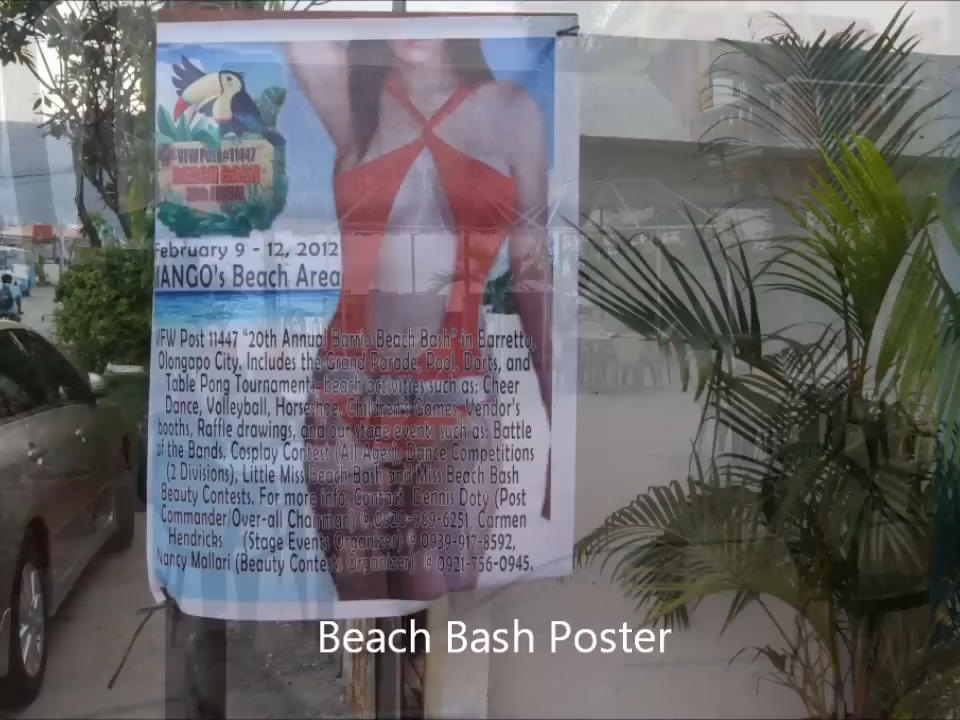 VFW Post #11447
BEACH BASH
February 9 - 12, 2012
MANGO's Beach Area
VFW Post 11447 "20th Annual Barrio Beach Bash" in Barretto,
Olongapo City. Includes the Grand Parade, Pool, Darts, and
Table Pong Tournament, beach activities such as: Cheer
Dance, Volleyball, Horseshoe, Children's Games, Vendor's
booths, Raffle drawings, and our stage events such as: Battle
of the Bands, Cosplay Contest (All Ages), Dance Competitions
(2 Divisions), Little Miss Beach Bash and Miss Beach Bash
Beauty Contests. For more info Contact Dennis Doty (Post
Commander/Over-all Chairman) @ 0920-969-6251, Carmen
Hendricks (Stage Events Organiser) @ 0939-917-8592,
Nancy Mallari (Beauty Contests Organizer) @ 0921-756-0945.
Beach Bash Poster